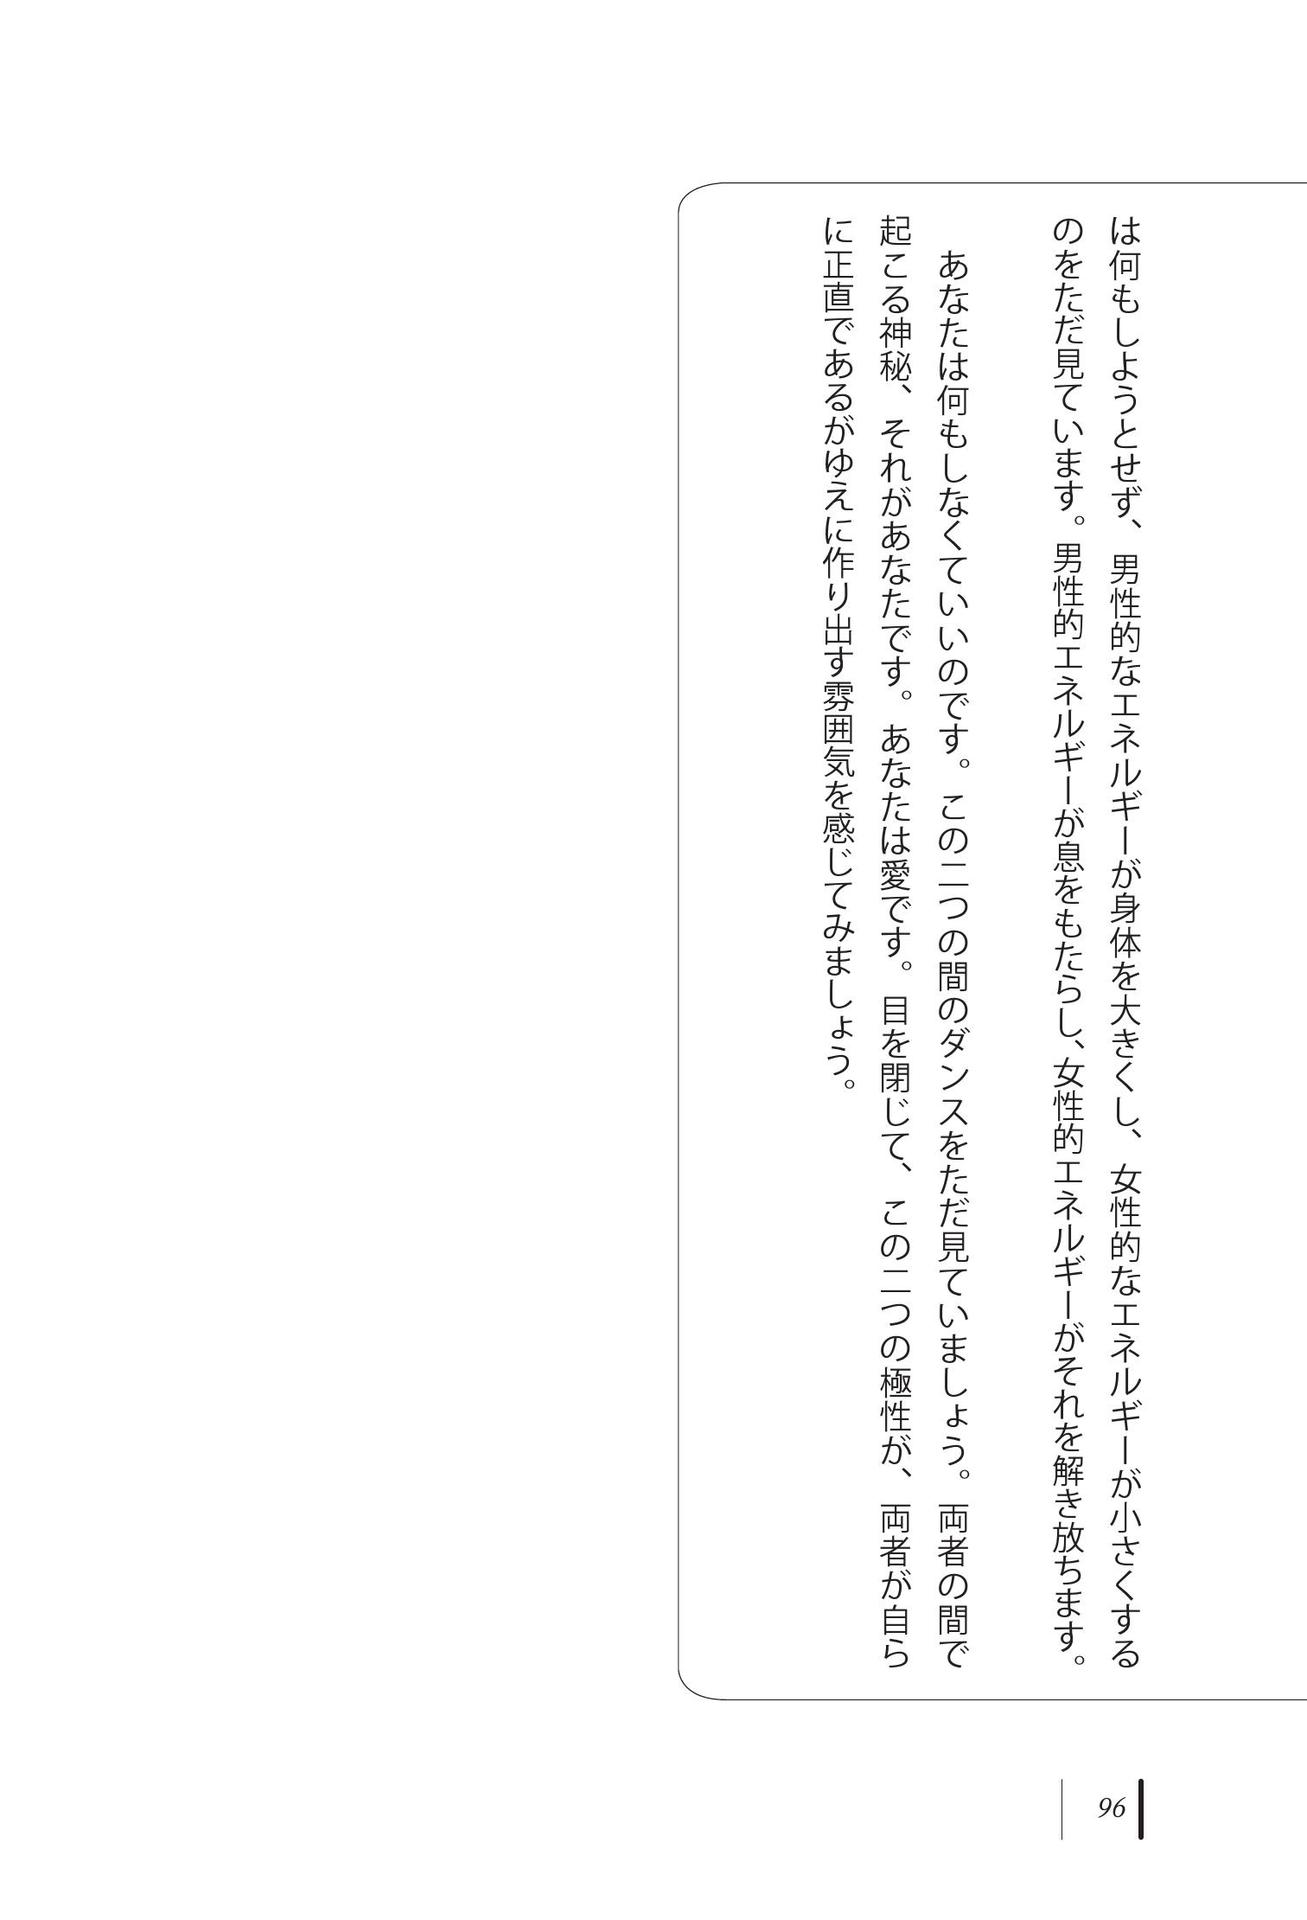 は何もしようとせず、男性的なエネルギーが身体を大きくし、女性的なエネルギーが小さくする
のをただ見ています。男性的エネルギーが息をもたらし、女性的エネルギーがそれを解き放ちます。
あなたは何もしなくていいのです。この二つの間のダンスをただ見ていましょう。両者の間で
起こる神秘、それがあなたです。あなたは愛です。目を閉じて、この二つの極性が、両者が自ら
に正直であるがゆえに作り出す雰囲気を感じてみましょう。
96